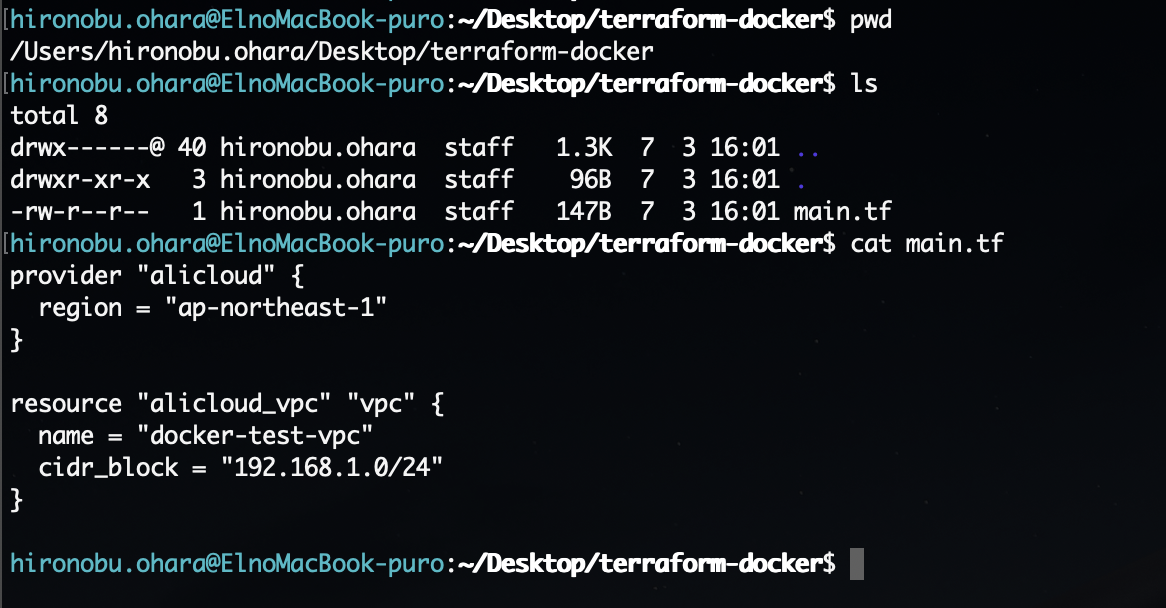 [hironobu.ohara@ElnoMacBook-puro:~/Desktop/terraform-docker$ pwd
/Users/hironobu.ohara/Desktop/terraform-docker
[hironobu.ohara@ElnoMacBook-puro:~/Desktop/terraform-docker$ ls
total 8
drwx------@ 40 hironobu.ohara  staff   1.3K  7  3 16:01 ..
drwxr-xr-x   3 hironobu.ohara  staff    96B  7  3 16:01 .
-rw-r--r--   1 hironobu.ohara  staff   147B  7  3 16:01 main.tf
[hironobu.ohara@ElnoMacBook-puro:~/Desktop/terraform-docker$ cat main.tf
provider "alicloud" {
  region = "ap-northeast-1"
}
resource "alicloud_vpc" "vpc" {
  name = "docker-test-vpc"
  cidr_block = "192.168.1.0/24"
}
hironobu.ohara@ElnoMacBook-puro:~/Desktop/terraform-docker$